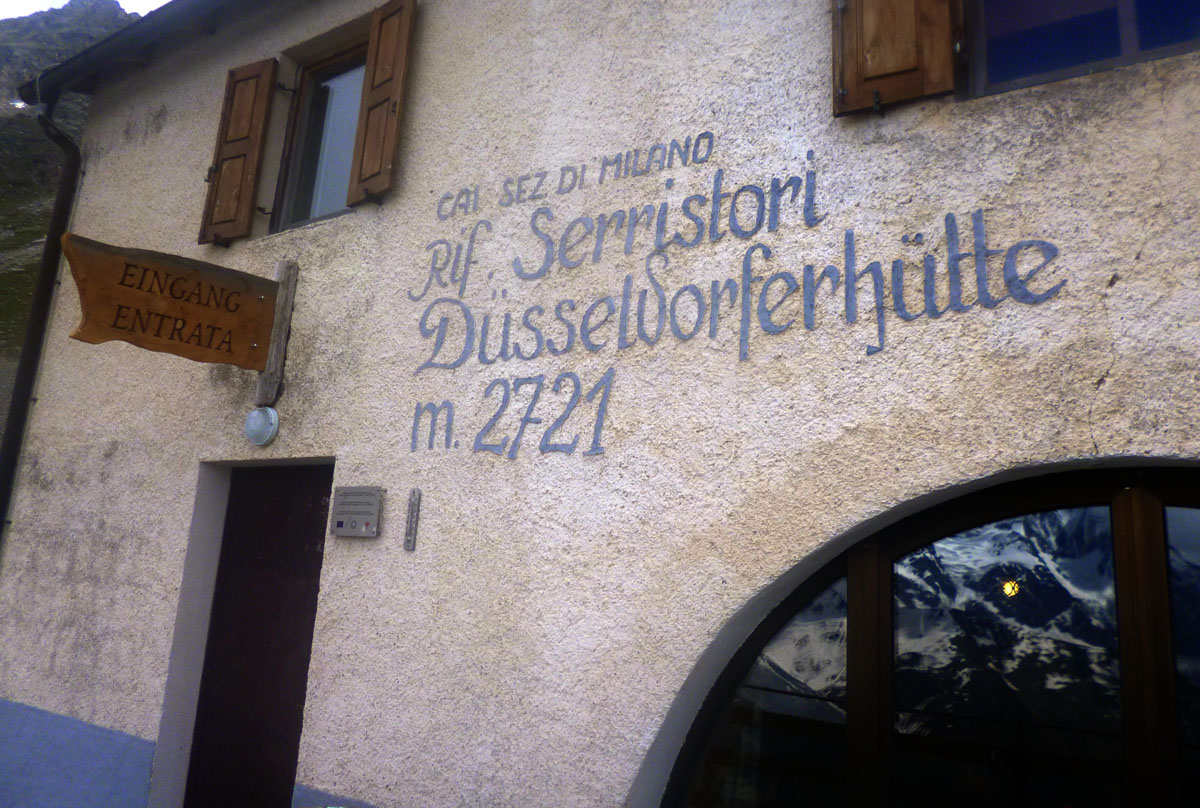 CAI SEZ DI MILANO
Rif. Serristori
Düsseldorferhütte
m. 2721
EINGANG
ENTRATA